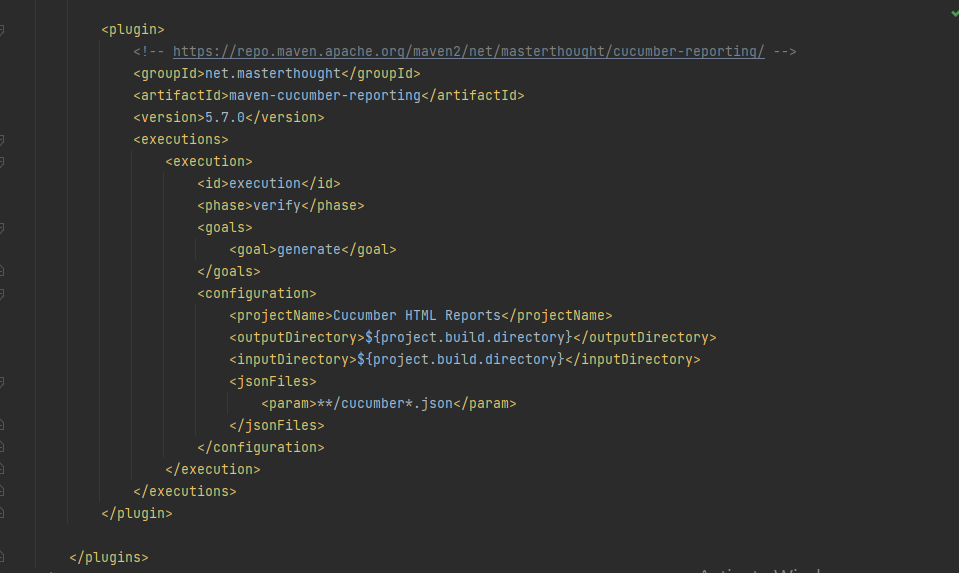 <plugin>
<!-- https://repo.maven.apache.org/maven2/net/masterthought/cucumber-reporting/ -->
<groupId>net.masterthought</groupId>
<artifactId>maven-cucumber-reporting</artifactId>
<version>5.7.0</version>
<executions>
<execution>
<id>execution</id>
<phase>verify</phase>
<goals>
<goal>generate</goal>
</goals>
<configuration>
<projectName>Cucumber HTML Reports</projectName>
<outputDirectory>${project.build.directory}</outputDirectory>
<inputDirectory>${project.build.directory}</inputDirectory>
<jsonFiles>
<param>**/cucumber*.json</param>
</jsonFiles>
</configuration>
</execution>
</executions>
</plugin>
</plugins>